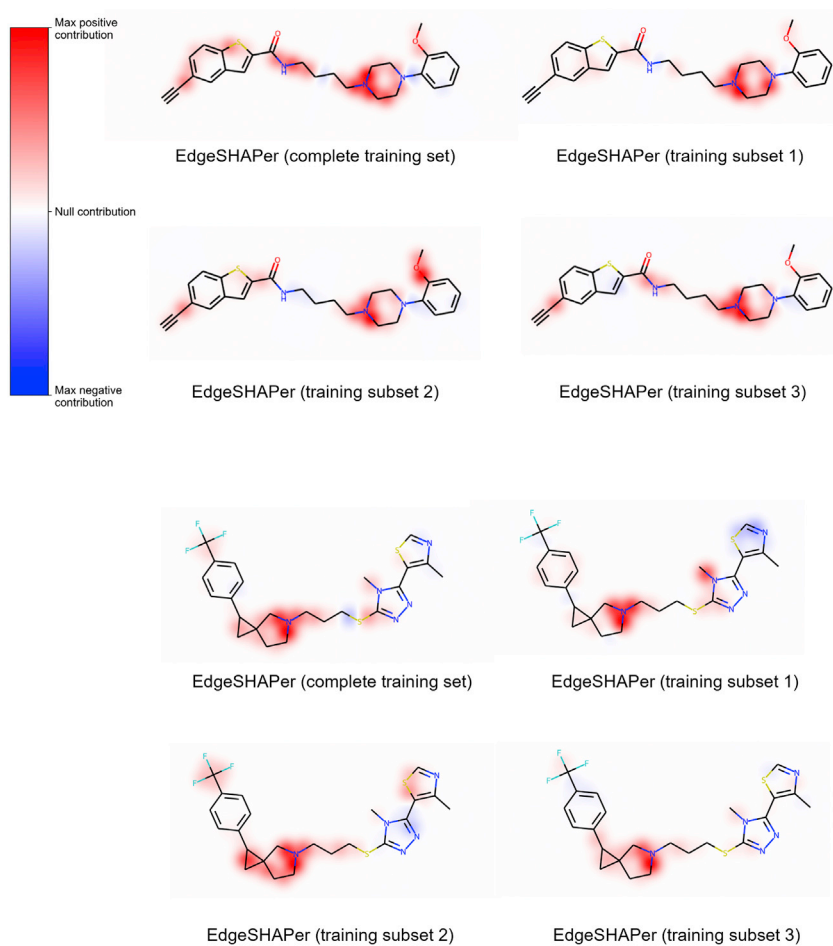 Max positive
contribution
Null contribution
Max negative
contribution
S
O
N
H
N
N
O
EdgeSHAPer (complete training set)
S
O
N
H
N
N
O
EdgeSHAPer (training subset 1)
S
O
N
H
N
N
O
EdgeSHAPer (training subset 2)
S
O
N
H
N
N
O
EdgeSHAPer (training subset 3)
F
F
F
N
S
N
N
N
S
N
EdgeSHAPer (complete training set)
F
F
F
N
S
N
N
N
S
N
EdgeSHAPer (training subset 1)
F
F
F
N
S
N
N
N
S
N
EdgeSHAPer (training subset 2)
F
F
F
N
S
N
N
N
S
N
EdgeSHAPer (training subset 3)